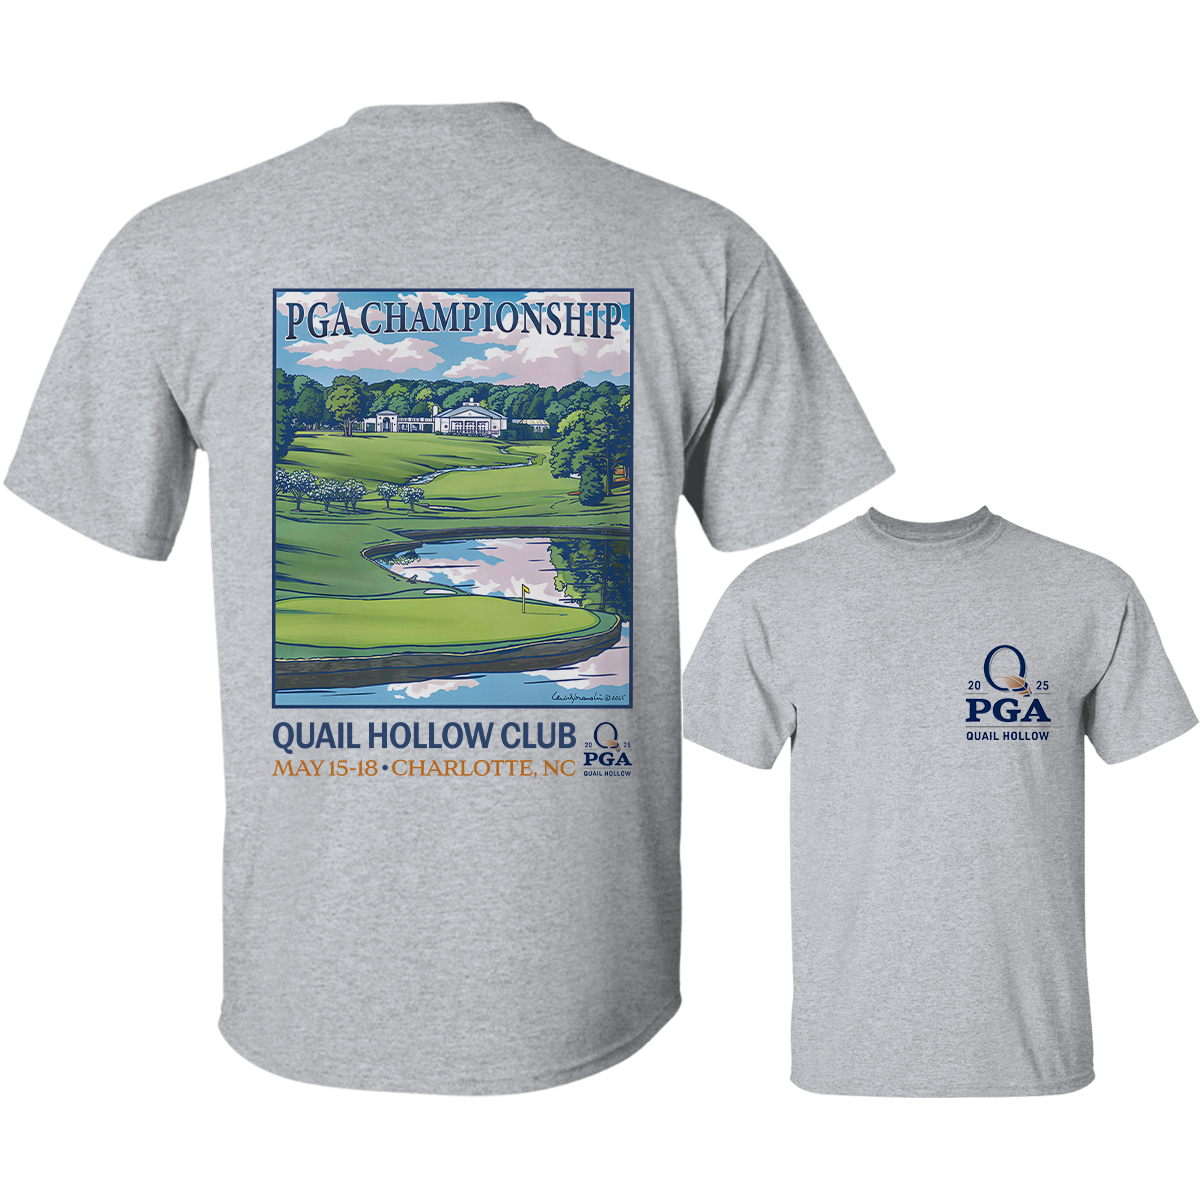 PGA CHAMPIONSHIP
©2025
QUAIL HOLLOW CLUB
MAY 15-18 • CHARLOTTE, NC
20 25
PGA
QUAIL HOLLOW
20 25
PGA
QUAIL HOLLOW